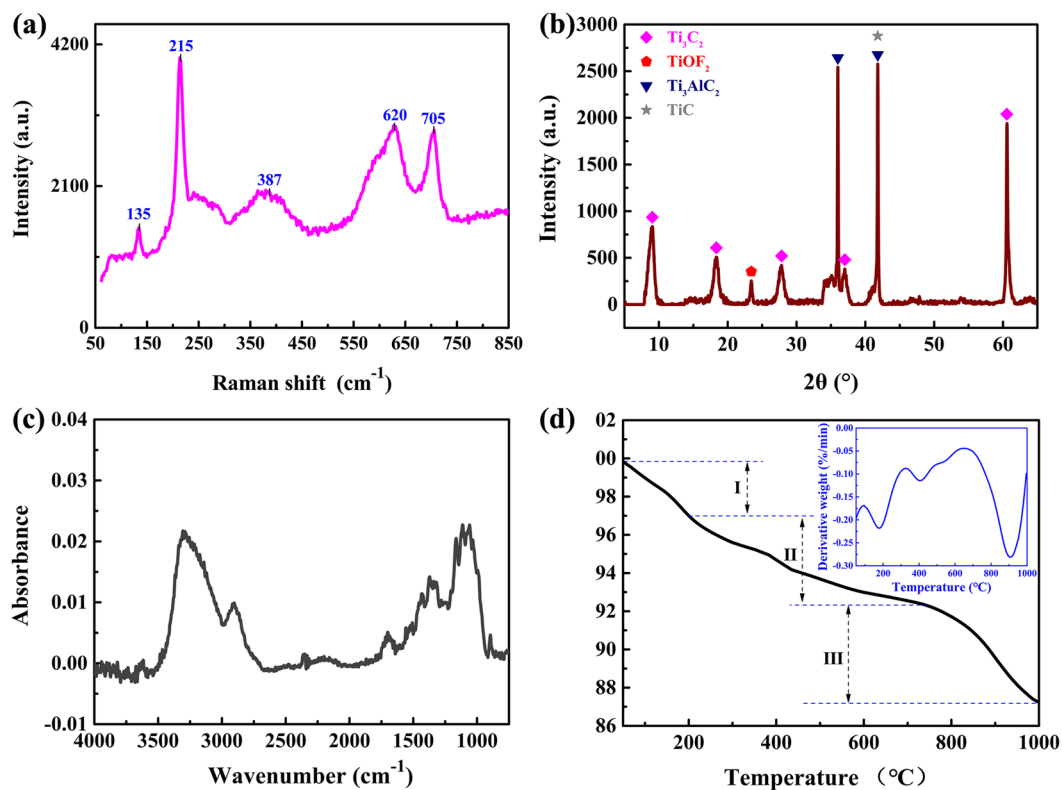 (a)
4200
2100
0
Intensity (a.u.)
135
215
387
620
705
50 150 250 350 450 550 650 750 850
Raman shift (cm⁻¹)
(b)
3000
2500
2000
1500
1000
500
0
Intensity (a.u.)
Ti₃C₂
TiOF₂
Ti₃AlC₂
TiC
10 20 30 40 50 60
2θ (°)
(c)
0.04
0.03
0.02
0.01
0.00
-0.01
Absorbance
4000 3500 3000 2500 2000 1500 1000
Wavenumber (cm⁻¹)
(d)
02
00
98
96
94
92
90
88
86
I
II
III
200 400 600 800 1000
Temperature (℃)
0.00
-0.05
-0.10
-0.15
-0.20
-0.25
-0.30
Derivative weight (%/min)
200 400 600 800 1000
Temperature (℃)